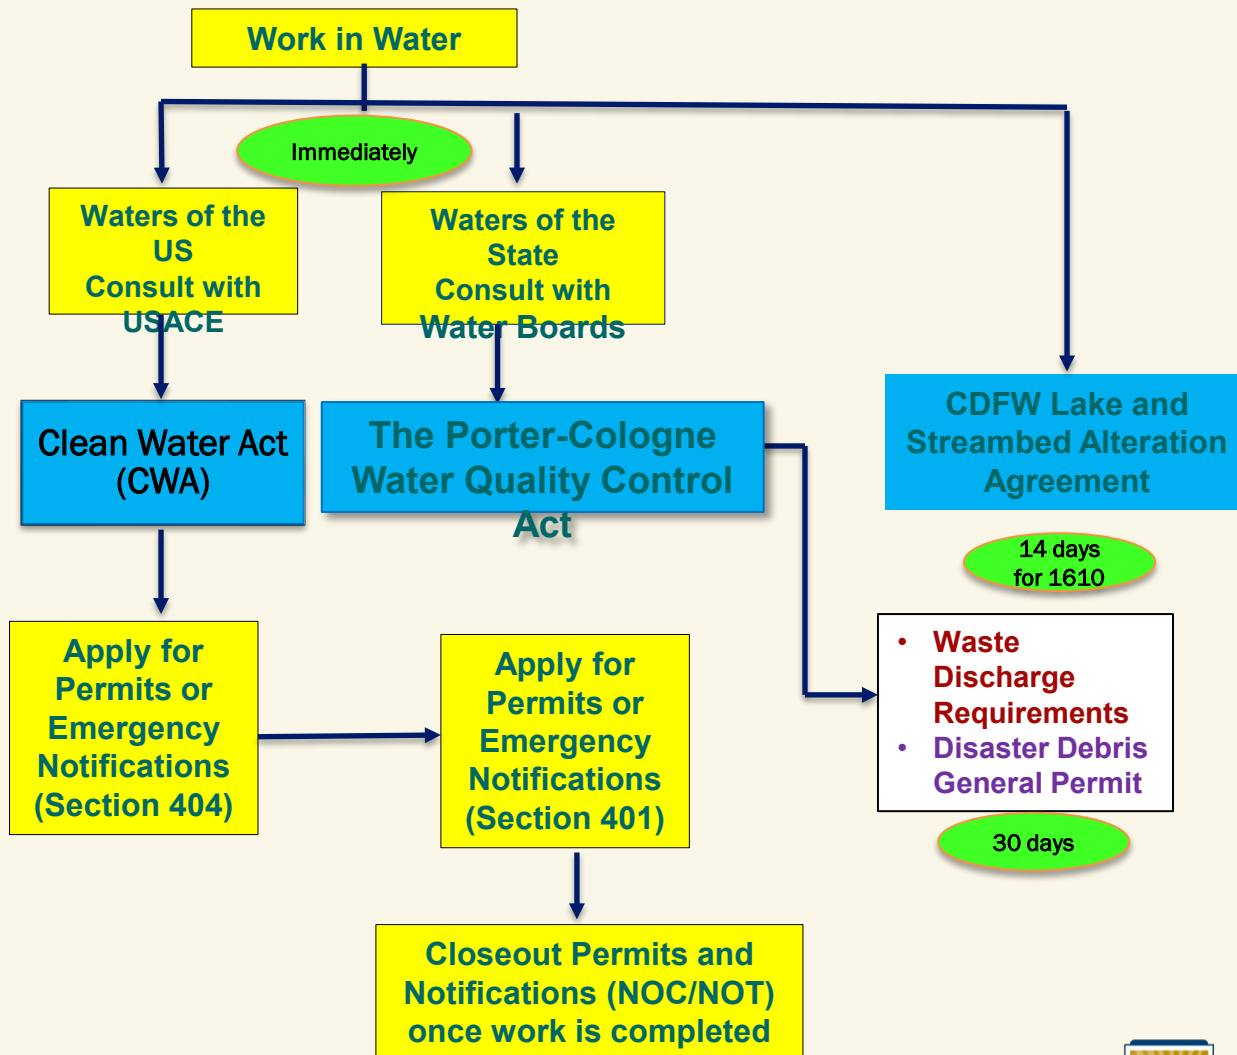 Work in Water
Immediately
Waters of the
US
Consult with
USACE
Waters of the
State
Consult with
Water Boards
Clean Water Act
(CWA)
The Porter-Cologne
Water Quality Control
Act
CDFW Lake and
Streambed Alteration
Agreement
14 days
for 1610
Apply for
Permits or
Emergency
Notifications
(Section 404)
Apply for
Permits or
Emergency
Notifications
(Section 401)
• Waste
Discharge
Requirements
• Disaster Debris
General Permit
30 days
Closeout Permits and
Notifications (NOC/NOT)
once work is completed